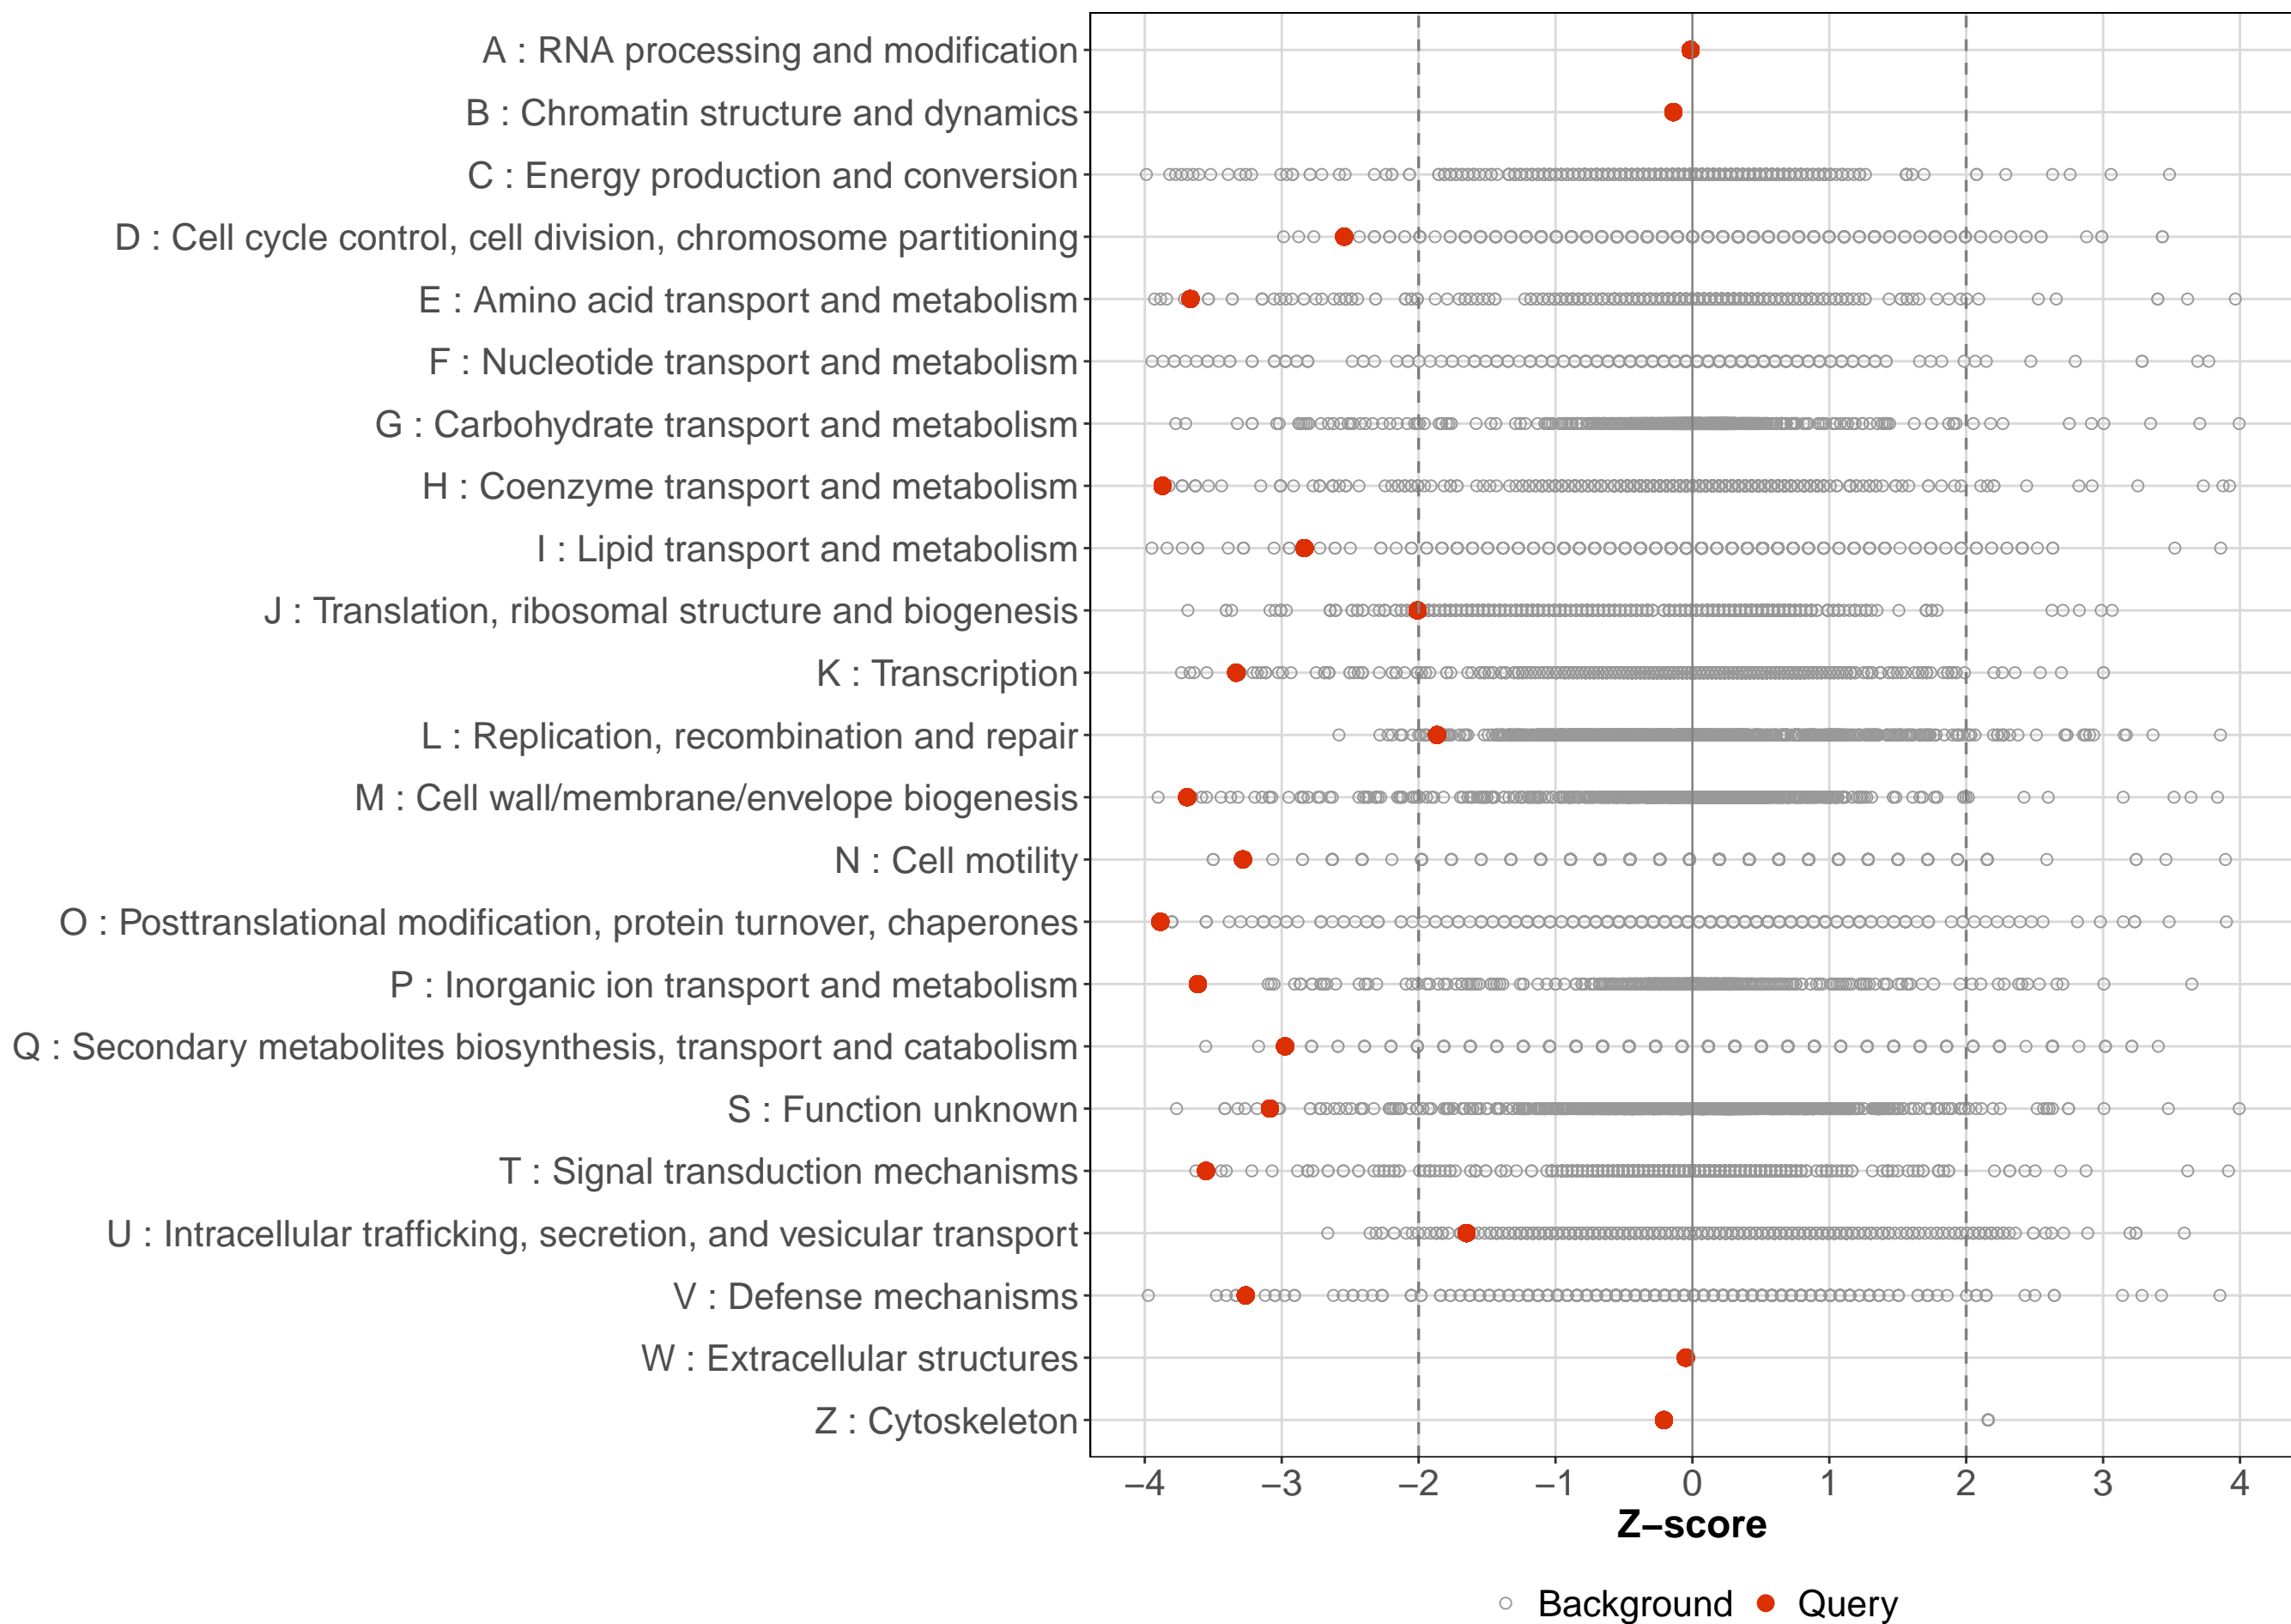 A : RNA processing and modification
B : Chromatin structure and dynamics
C : Energy production and conversion
D : Cell cycle control, cell division, chromosome partitioning
E : Amino acid transport and metabolism
F : Nucleotide transport and metabolism
G : Carbohydrate transport and metabolism
H : Coenzyme transport and metabolism
I : Lipid transport and metabolism
J : Translation, ribosomal structure and biogenesis
K : Transcription
L : Replication, recombination and repair
M : Cell wall/membrane/envelope biogenesis
N : Cell motility
O : Posttranslational modification, protein turnover, chaperones
P : Inorganic ion transport and metabolism
Q : Secondary metabolites biosynthesis, transport and catabolism
S : Function unknown
T : Signal transduction mechanisms
U : Intracellular trafficking, secretion, and vesicular transport
V : Defense mechanisms
W : Extracellular structures
Z : Cytoskeleton
−4 −3 −2 −1 0 1 2 3 4
Z−score
Background Query